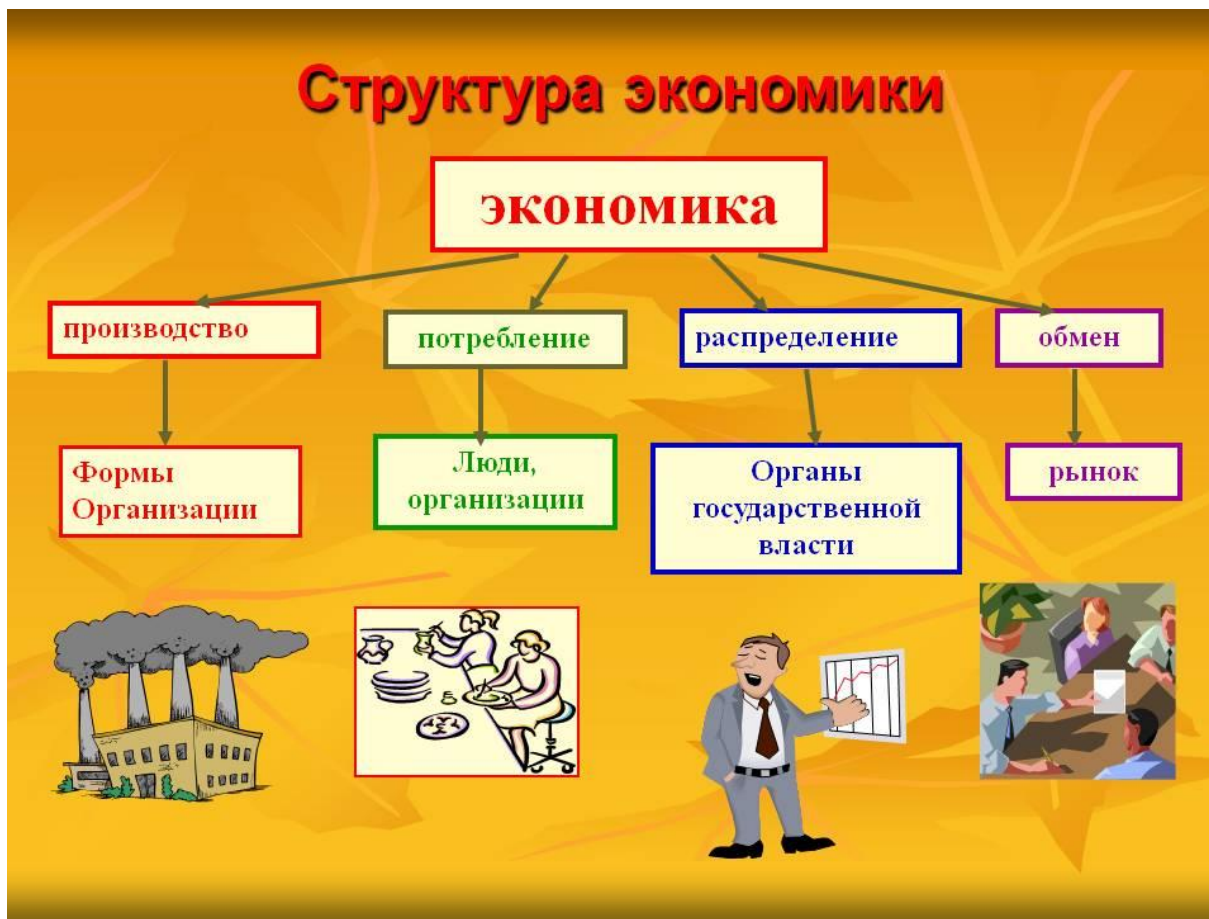 Структура экономики
экономика
производство
потребление
распределение
обмен
Формы
Организации
Люди,
организации
Органы
государственной
власти
рынок